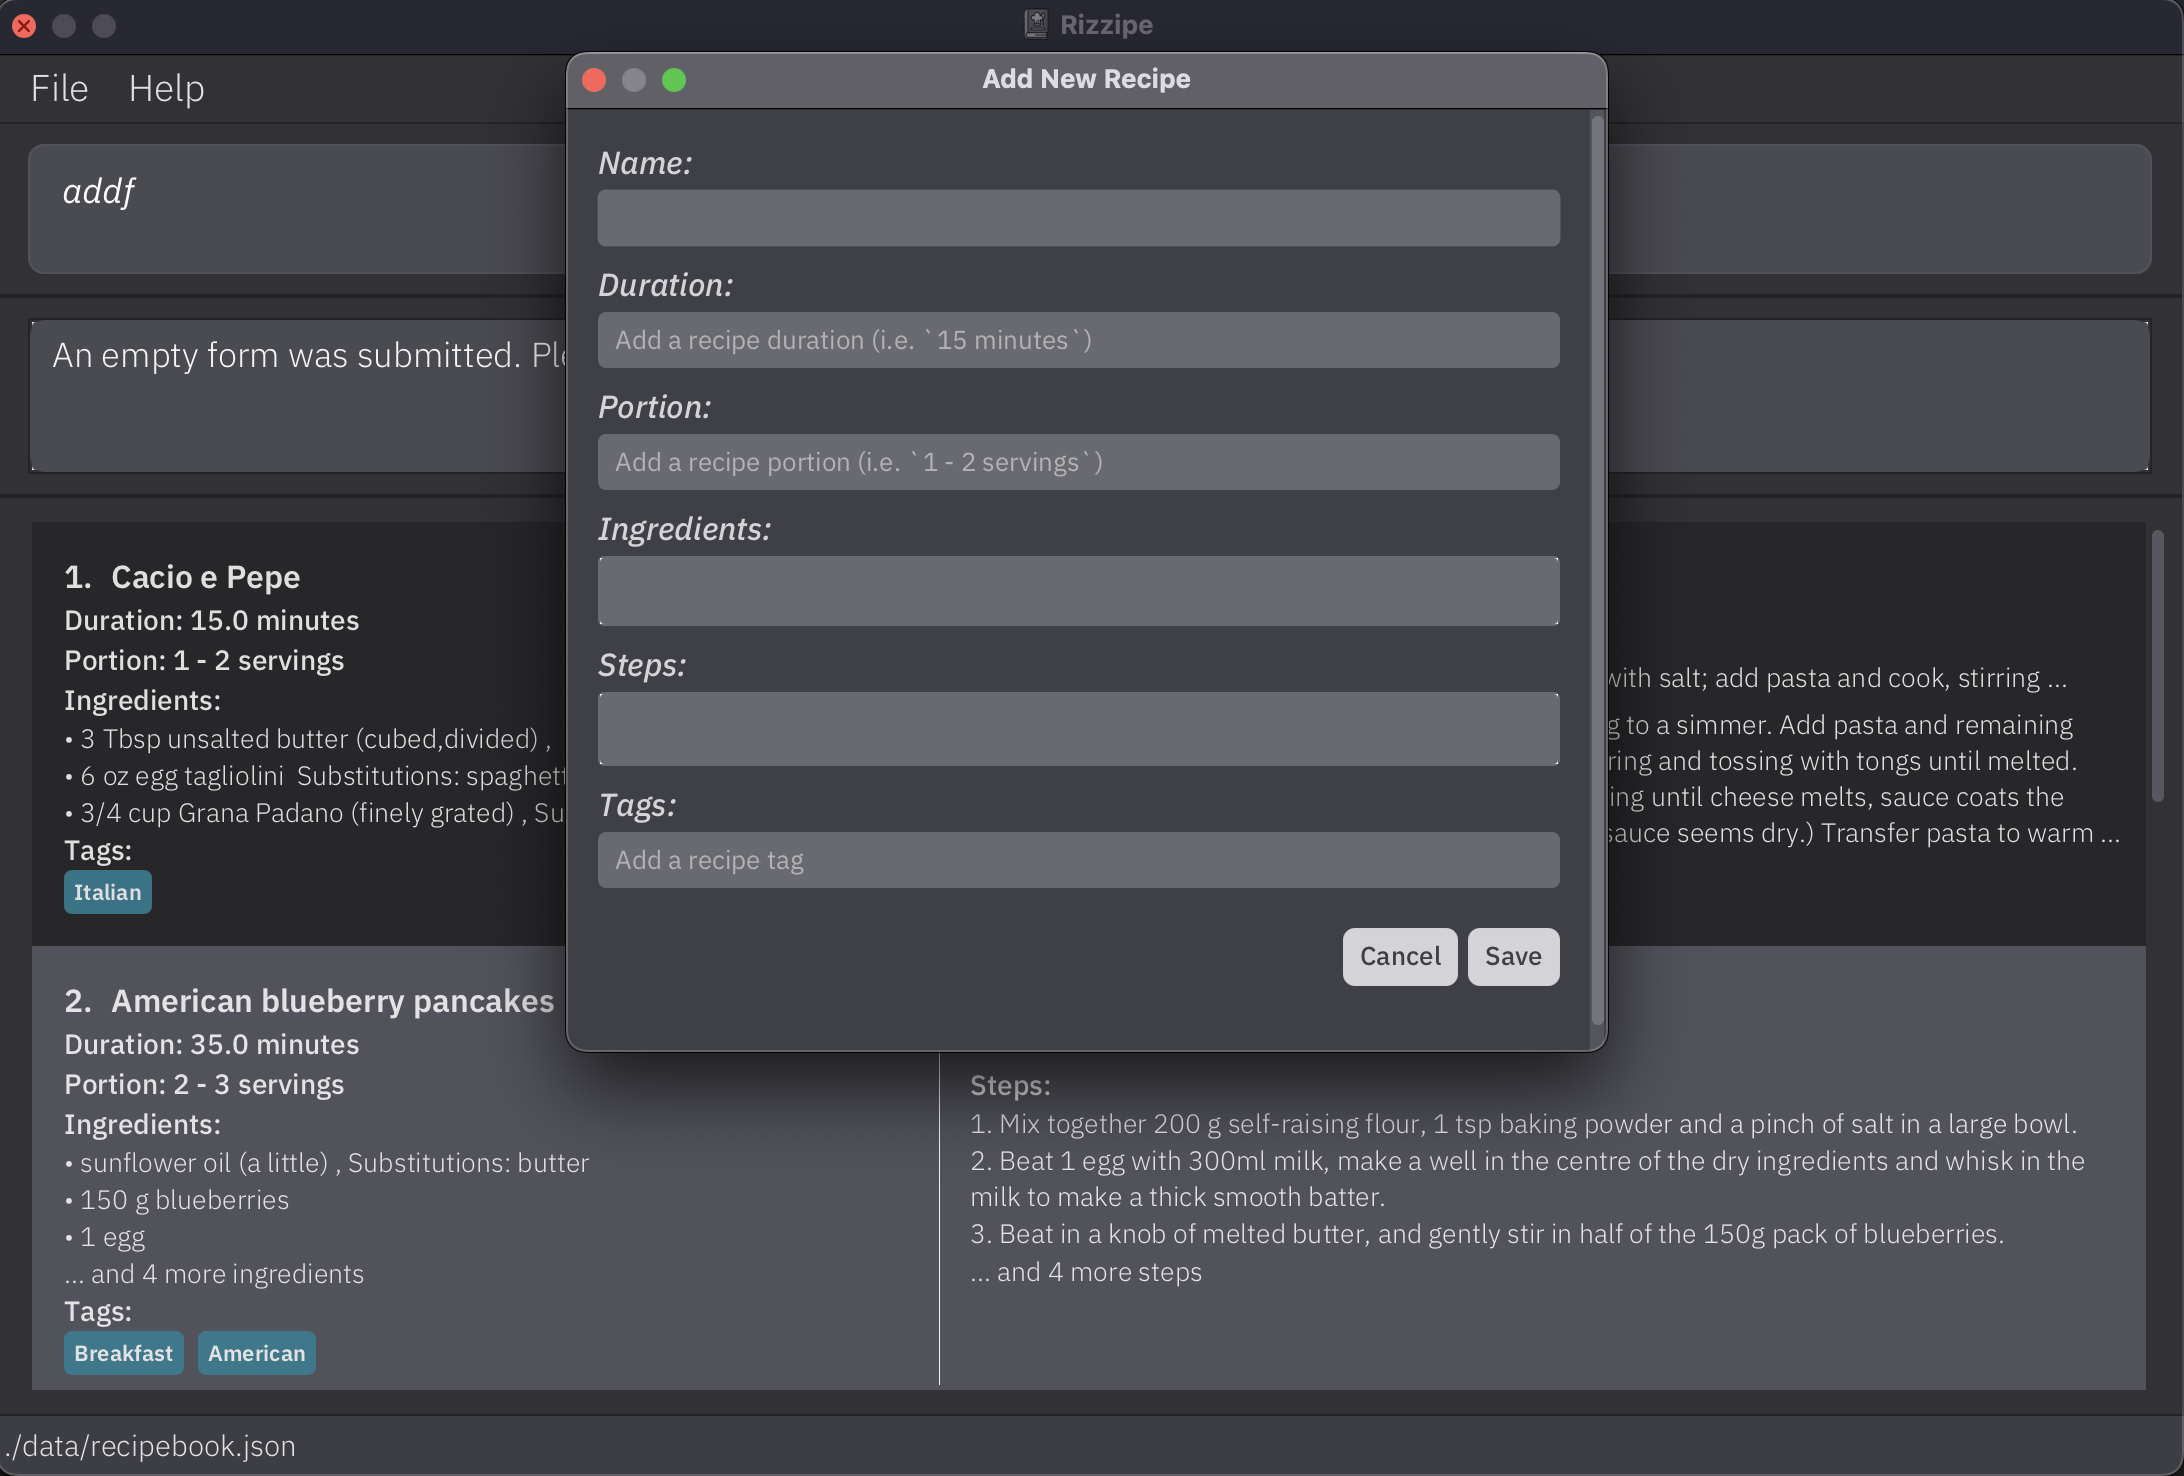 Rizzipe
File Help
addf
An empty form was submitted.
1. Cacio e Pepe
Duration: 15.0 minutes
Portion: 1 - 2 servings
Ingredients:
• 3 Tbsp unsalted butter (cubed,divided) ,
• 6 oz egg tagliolini  Substitutions:
• 3/4 cup Grana Padano (finely grated) ,
Tags:
Italian
with salt; add pasta and cook, stirring ...
to a simmer. Add pasta and remaining
and tossing with tongs until melted.
until cheese melts, sauce coats the
sauce seems dry.) Transfer pasta to warm ...
2. American blueberry pancakes
Duration: 35.0 minutes
Portion: 2 - 3 servings
Ingredients:
• sunflower oil (a little) , Substitutions: butter
• 150 g blueberries
• 1 egg
... and 4 more ingredients
Tags:
Breakfast American
Steps:
1. Mix together 200 g self-raising flour, 1 tsp baking powder and a pinch of salt in a large bowl.
2. Beat 1 egg with 300ml milk, make a well in the centre of the dry ingredients and whisk in the
milk to make a thick smooth batter.
3. Beat in a knob of melted butter, and gently stir in half of the 150g pack of blueberries.
... and 4 more steps
Add New Recipe
Name:
Duration:
Add a recipe duration (i.e. `15 minutes`)
Portion:
Add a recipe portion (i.e. `1 - 2 servings`)
Ingredients:
Steps:
Tags:
Add a recipe tag
Cancel Save
./data/recipebook.json